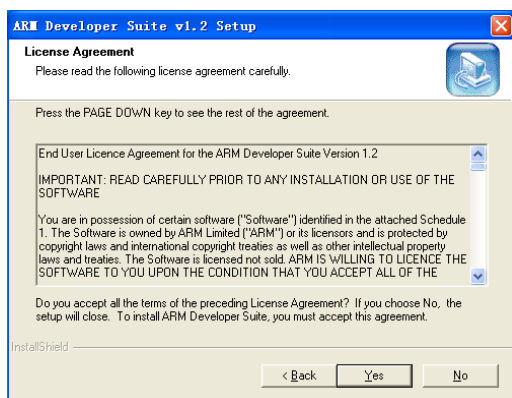 ARM Developer Suite v1.2 Setup
License Agreement
Please read the following license agreement carefully.
Press the PAGE DOWN key to see the rest of the agreement.
End User Licence Agreement for the ARM Developer Suite Version 1.2
IMPORTANT: READ CAREFULLY PRIOR TO ANY INSTALLATION OR USE OF THE
SOFTWARE
You are in possession of certain software ("Software") identified in the attached Schedule
1. The Software is owned by ARM Limited ("ARM") or its licensors and is protected by
copyright laws and international copyright treaties as well as other intellectual property
laws and treaties. The Software is licensed not sold. ARM IS WILLING TO LICENCE THE
SOFTWARE TO YOU UPON THE CONDITION THAT YOU ACCEPT ALL OF THE
Do you accept all the terms of the preceding License Agreement? If you choose No, the
setup will close. To install ARM Developer Suite, you must accept this agreement.
InstallShield
< Back
Yes
No